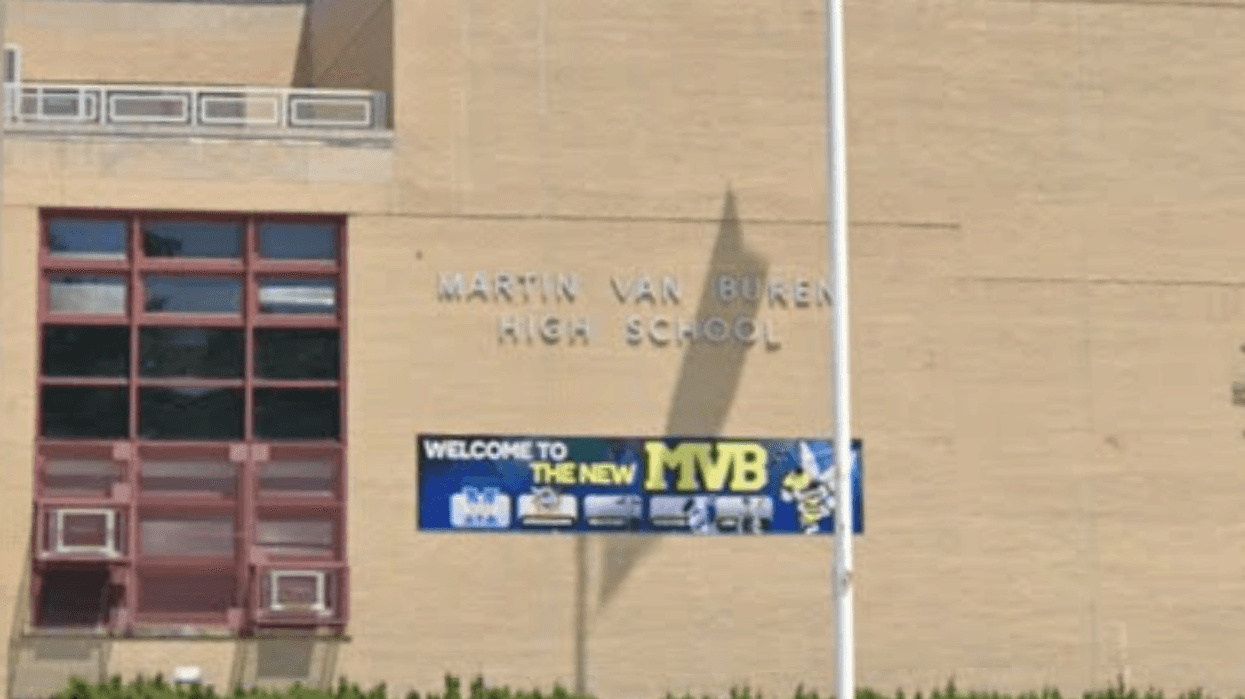 MARTIN VAN BUREN
HIGH SCHOOL
WELCOME TO
THE NEW MVB